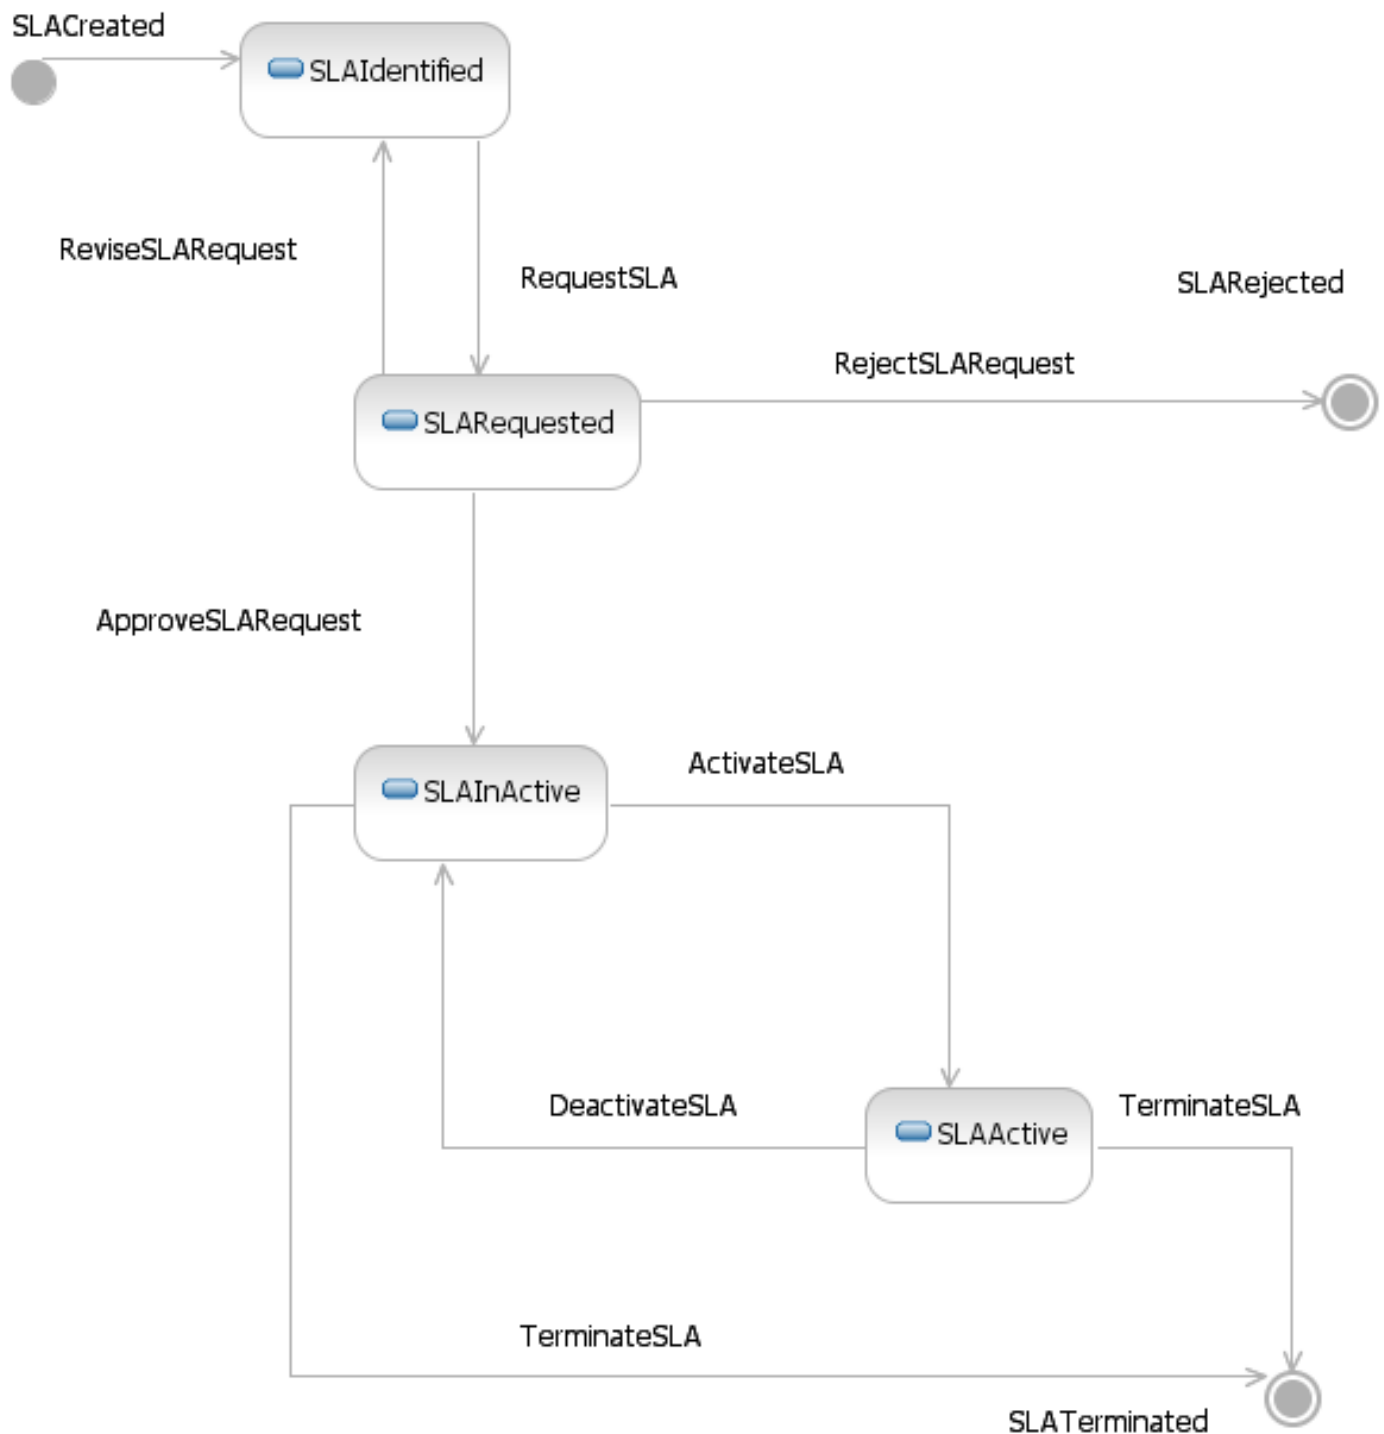 SLACreated
SLAIdentified
ReviseSLARequest
RequestSLA
SLARejected
RejectSLARequest
SLARequested
ApproveSLARequest
ActivateSLA
SLAInActive
DeactivateSLA
TerminateSLA
SLAActive
TerminateSLA
SLATerminated